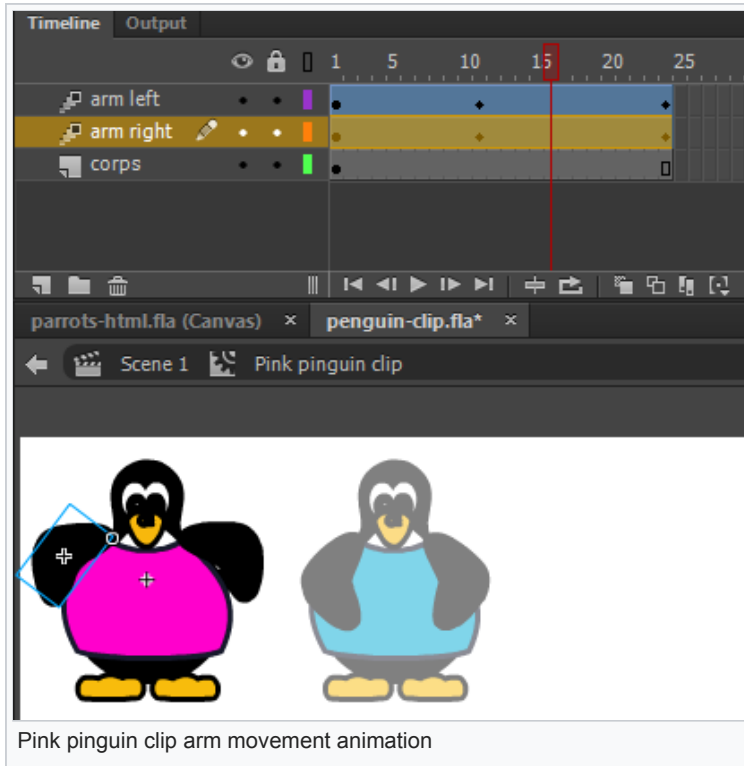 Timeline Output
1 5 10 15 20 25
arm left
arm right
corps
parrots-html.fla (Canvas) × penguin-clip.fla* ×
Scene 1 Pink pinguin clip
Pink pinguin clip arm movement animation